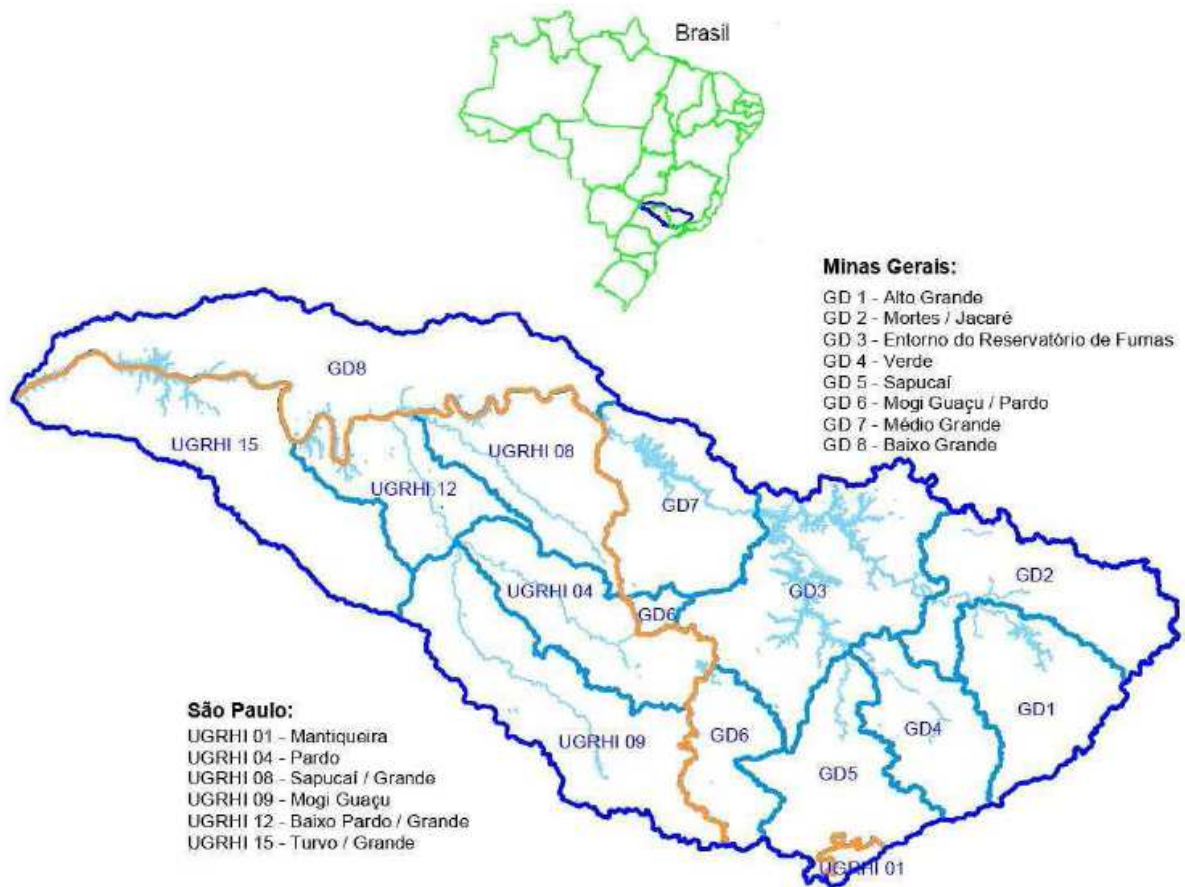 Brasil
Minas Gerais:
GD 1 - Alto Grande
GD 2 - Mortes / Jacaré
GD 3 - Entorno do Reservatório de Furnas
GD 4 - Verde
GD 5 - Sapucaí
GD 6 - Mogi Guaçu / Pardo
GD 7 - Médio Grande
GD 8 - Baixo Grande
GD8
UGRHI 15
UGRHI 08
UGRHI 12
GD7
GD2
UGRHI 04
GD3
GD6
GD1
UGRHI 09
GD6
GD4
GD5
UGRHI 01
São Paulo:
UGRHI 01 - Mantiqueira
UGRHI 04 - Pardo
UGRHI 08 - Sapucaí / Grande
UGRHI 09 - Mogi Guaçu
UGRHI 12 - Baixo Pardo / Grande
UGRHI 15 - Turvo / Grande